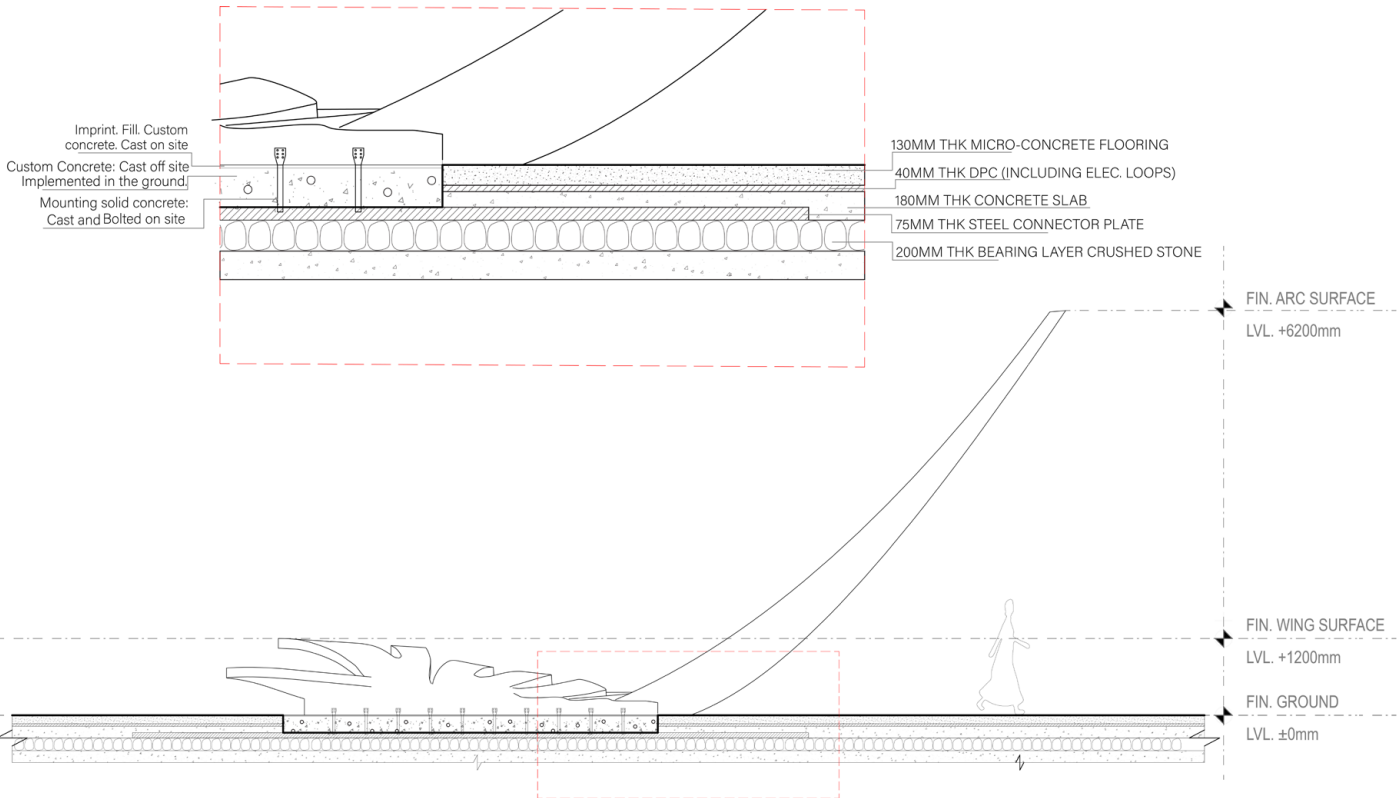 Imprint. Fill. Custom
concrete. Cast on site
Custom Concrete: Cast off site
Implemented in the ground.
Mounting solid concrete:
Cast and Bolted on site
130MM THK MICRO-CONCRETE FLOORING
40MM THK DPC (INCLUDING ELEC. LOOPS)
180MM THK CONCRETE SLAB
75MM THK STEEL CONNECTOR PLATE
200MM THK BEARING LAYER CRUSHED STONE
FIN. ARC SURFACE
LVL. +6200mm
FIN. WING SURFACE
LVL. +1200mm
FIN. GROUND
LVL. ±0mm